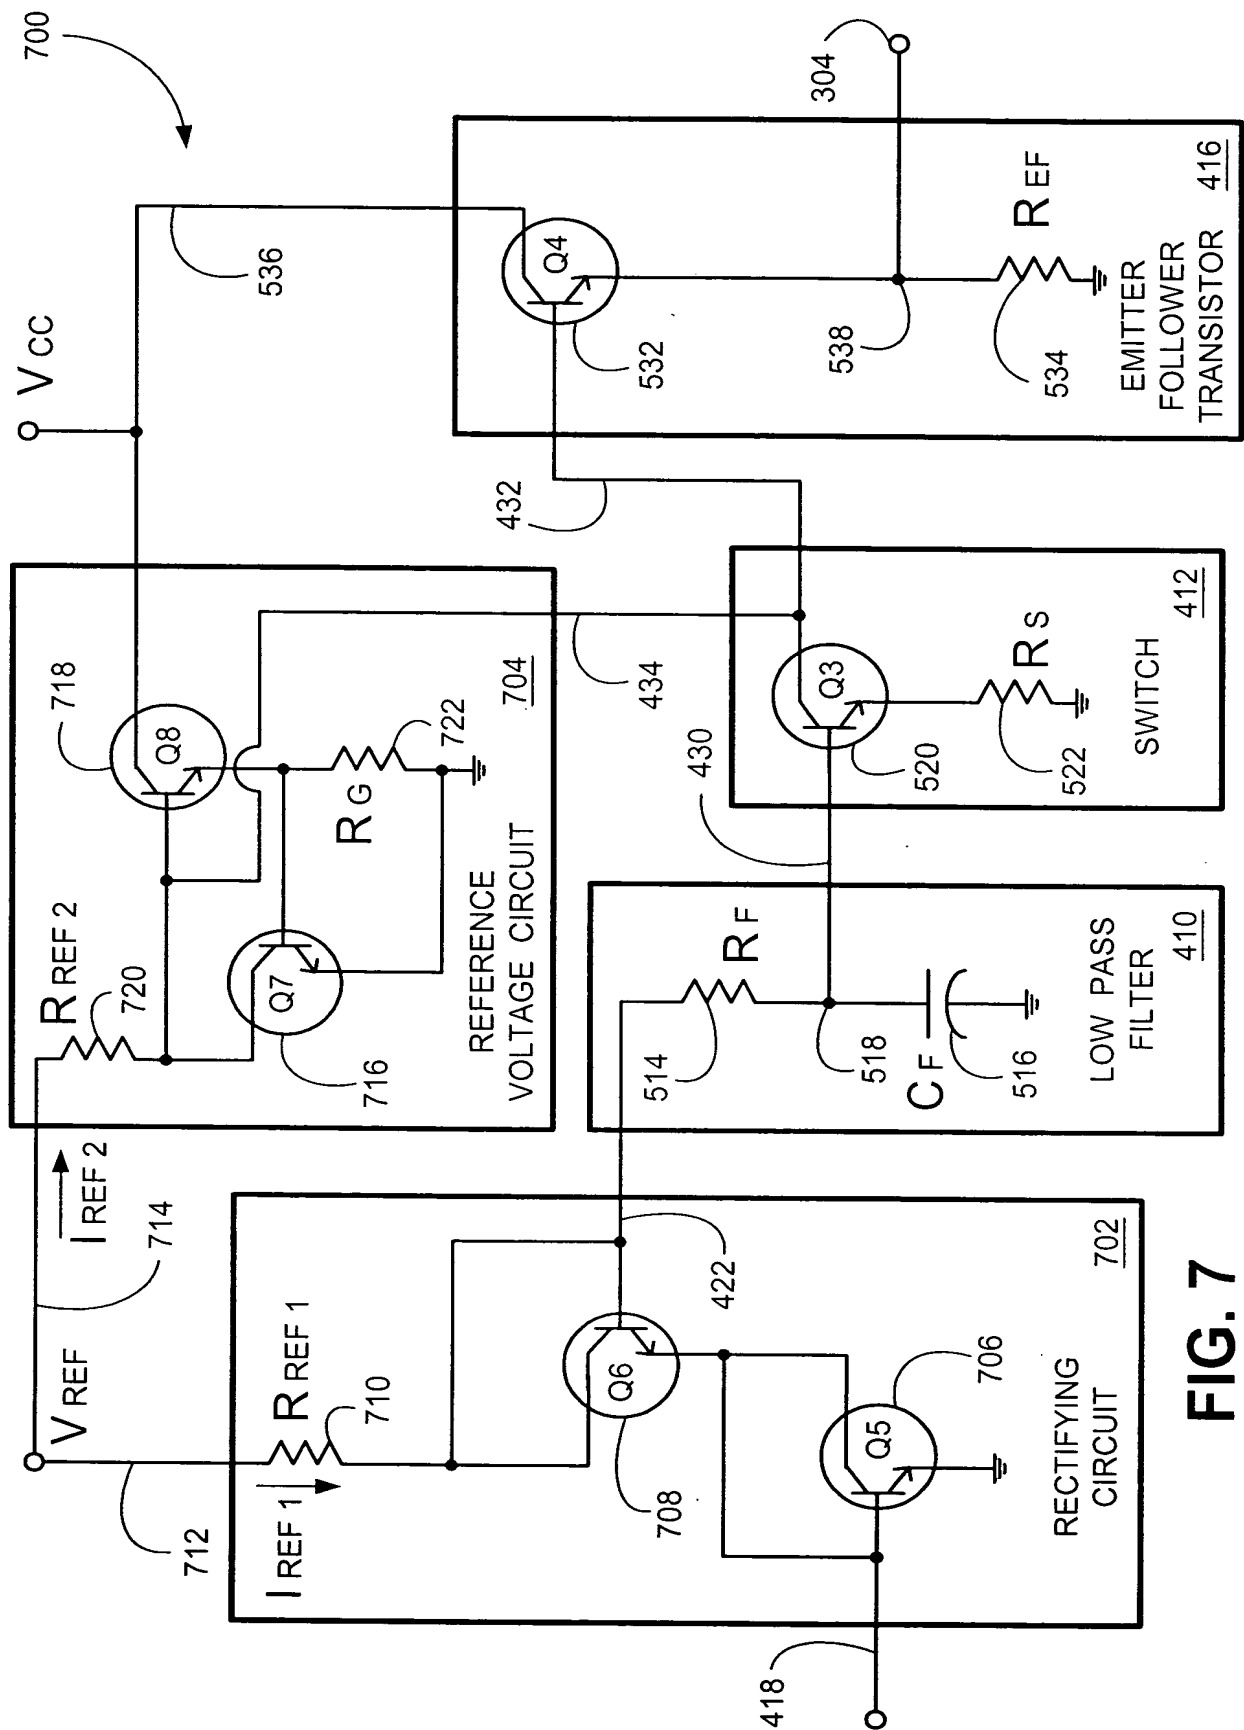 700
V CC
536
V REF
714
I REF 2
712
I REF 1
R REF 1
710
Q6
708
Q5
706
422
418
RECTIFYING
CIRCUIT
702
R REF 2
720
Q7
716
Q8
718
R G
722
REFERENCE
VOLTAGE CIRCUIT
704
434
514
R F
518
C F
516
LOW PASS
FILTER
410
430
Q3
520
R S
522
SWITCH
412
432
Q4
532
538
R EF
534
EMITTER
FOLLOWER
TRANSISTOR
416
304
FIG. 7